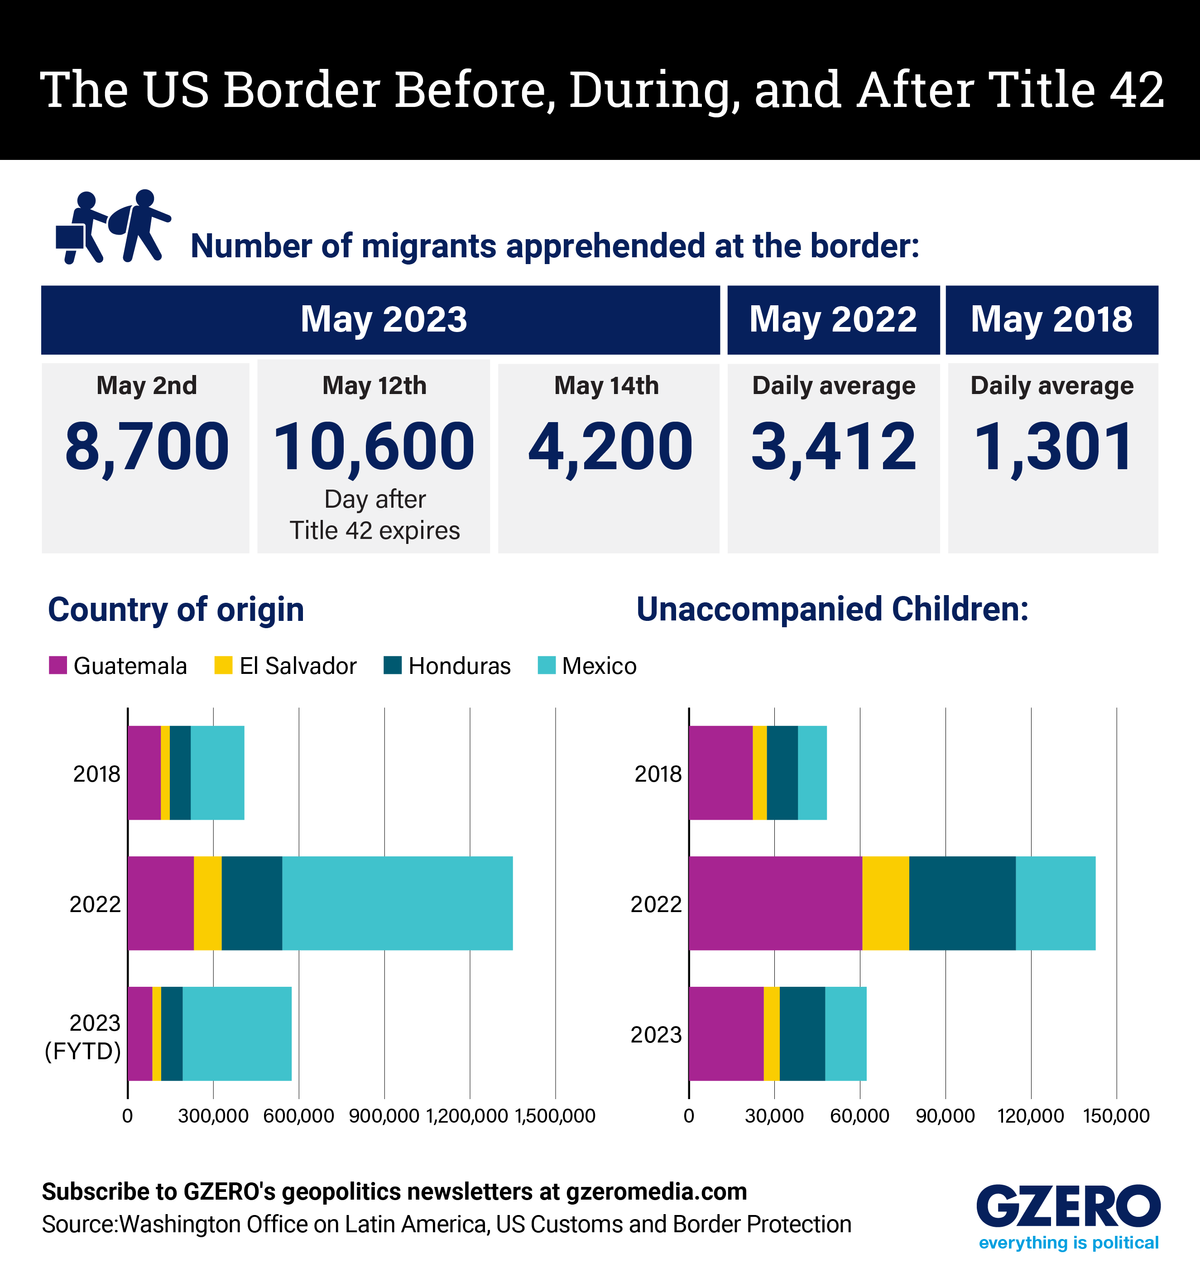 The US Border Before, During, and After Title 42
Number of migrants apprehended at the border:
May 2023
May 2022
May 2018
May 2nd
8,700
May 12th
10,600
Day after
Title 42 expires
May 14th
4,200
Daily average
3,412
Daily average
1,301
Country of origin
Guatemala
El Salvador
Honduras
Mexico
2018
2022
2023
(FYTD)
0 300,000 600,000 900,000 1,200,000 1,500,000
Unaccompanied Children:
2018
2022
2023
0 30,000 60,000 90,000 120,000 150,000
Subscribe to GZERO's geopolitics newsletters at gzeromedia.com
Source:Washington Office on Latin America, US Customs and Border Protection
GZERO
everything is political